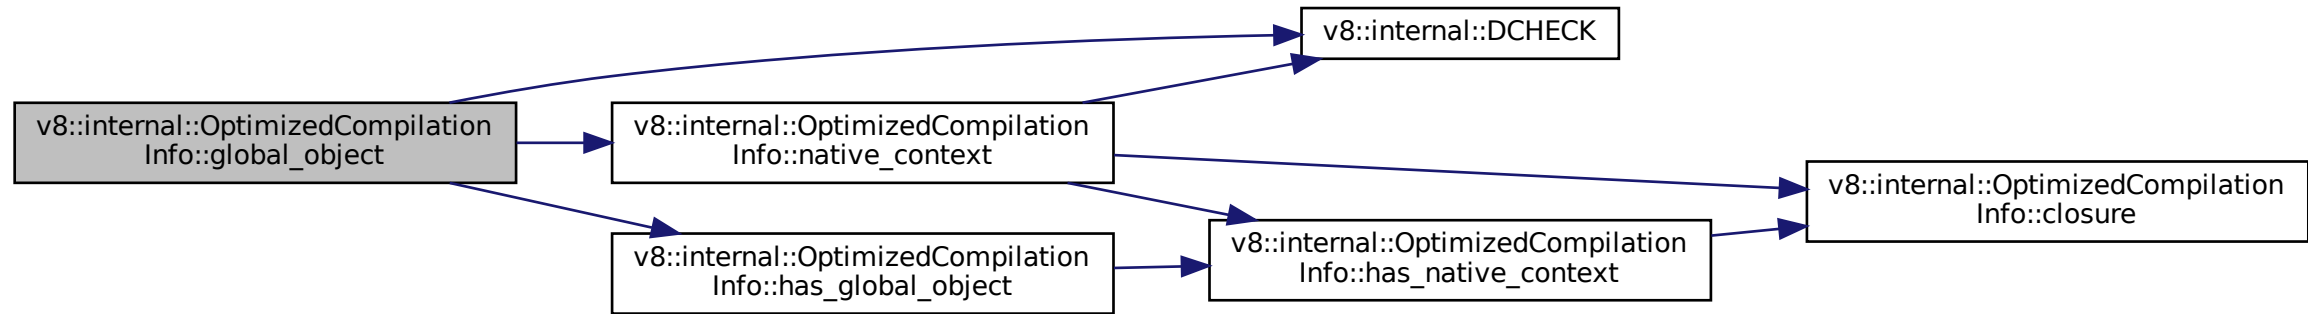 v8::internal::DCHECK
v8::internal::OptimizedCompilation
Info::global_object
v8::internal::OptimizedCompilation
Info::native_context
v8::internal::OptimizedCompilation
Info::closure
v8::internal::OptimizedCompilation
Info::has_global_object
v8::internal::OptimizedCompilation
Info::has_native_context